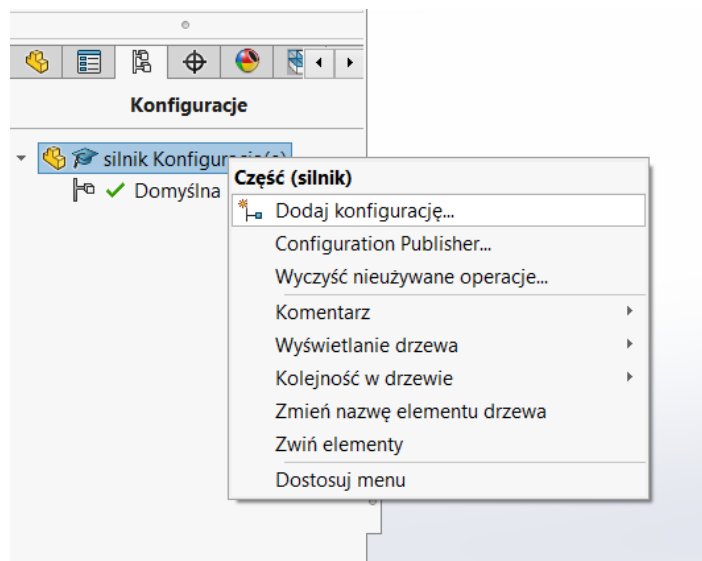 Konfiguracje
silnik Konfiguracja(e)
Domyślna
Część (silnik)
Dodaj konfigurację...
Configuration Publisher...
Wyczyść nieużywane operacje...
Komentarz
Wyświetlanie drzewa
Kolejność w drzewie
Zmień nazwę elementu drzewa
Zwiń elementy
Dostosuj menu